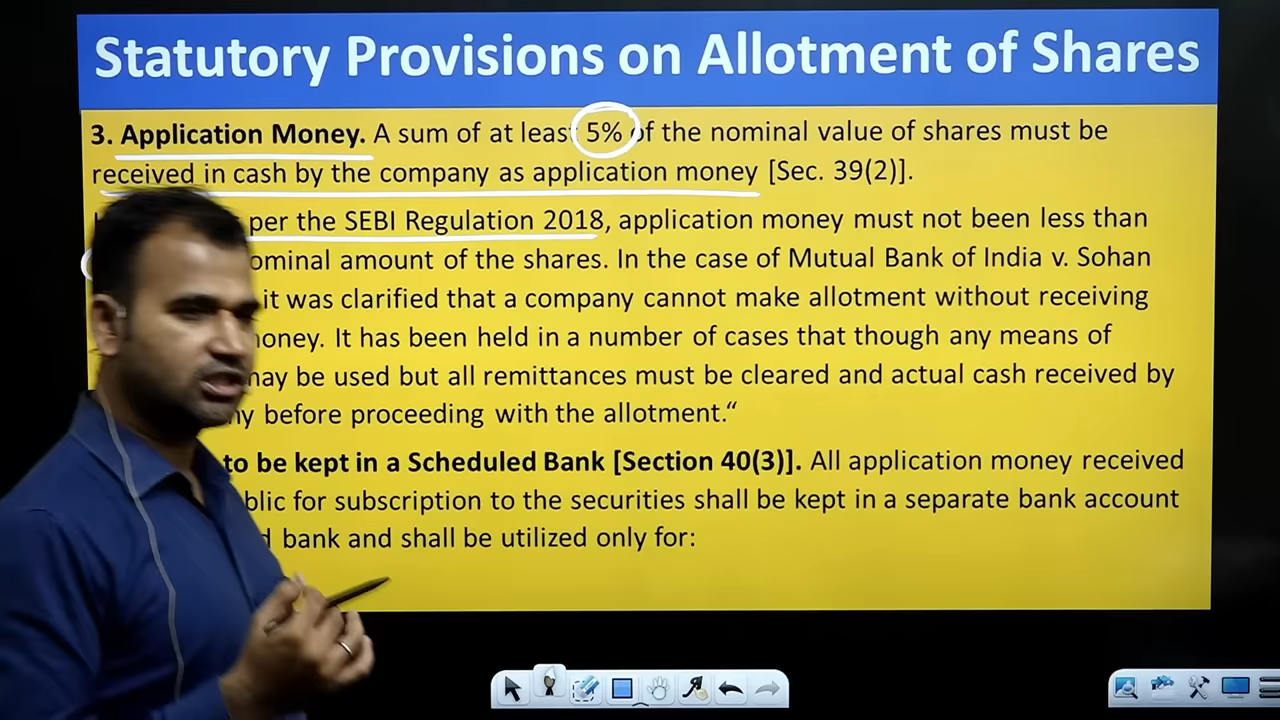 Statutory Provisions on Allotment of Shares
3. Application Money. A sum of at least 5% of the nominal value of shares must be
received in cash by the company as application money [Sec. 39(2)].
per the SEBI Regulation 2018, application money must not been less than
ominal amount of the shares. In the case of Mutual Bank of India v. Sohan
it was clarified that a company cannot make allotment without receiving
oney. It has been held in a number of cases that though any means of
may be used but all remittances must be cleared and actual cash received by
ny before proceeding with the allotment.“
to be kept in a Scheduled Bank [Section 40(3)]. All application money received
blic for subscription to the securities shall be kept in a separate bank account
d bank and shall be utilized only for: